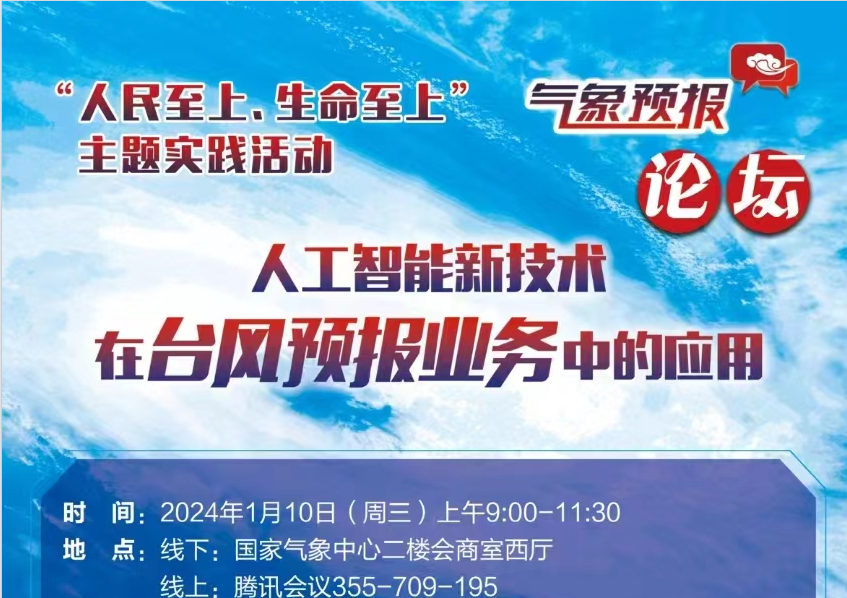 “人民至上、生命至上”
主题实践活动
气象预报
论坛
人工智能新技术
在台风预报业务中的应用
时 间：2024年1月10日（周三）上午9:00-11:30
地 点：线下：国家气象中心二楼会商室西厅
线上：腾讯会议355-709-195